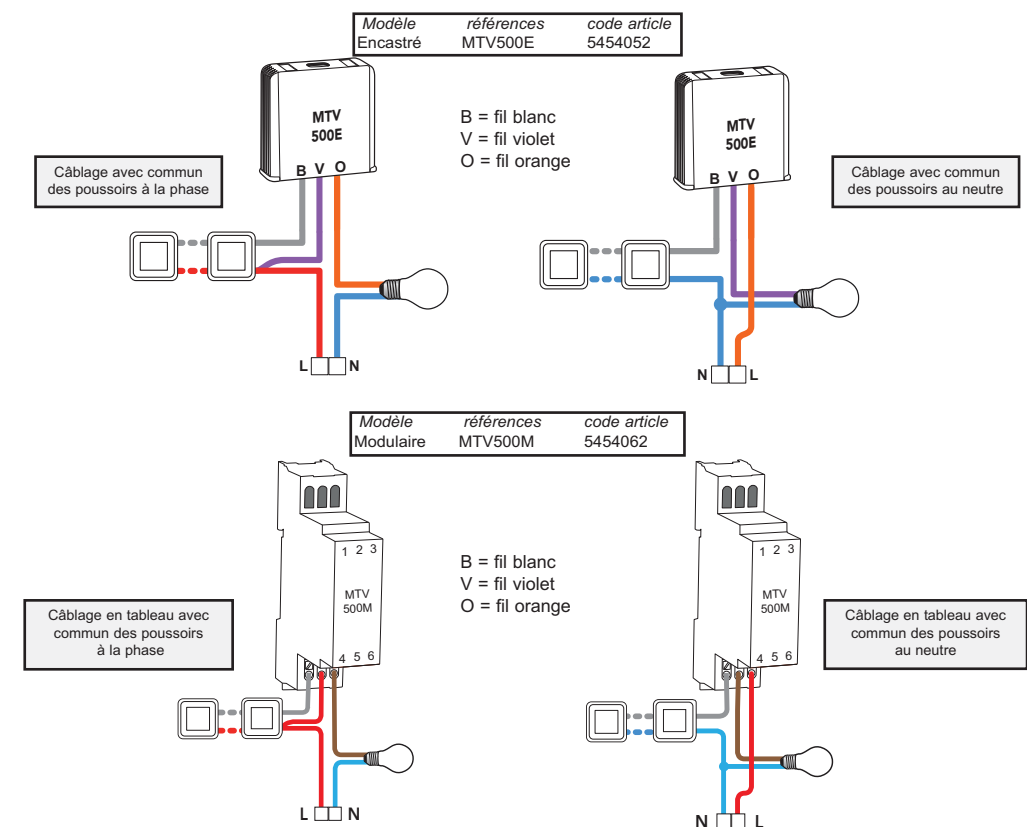 Modèle références code article
Encastré MTV500E 5454052
MTV
500E
B V O
B = fil blanc
V = fil violet
O = fil orange
MTV
500E
B V O
Câblage avec commun
des poussoirs à la phase
Câblage avec commun
des poussoirs au neutre
L N
N L
Modèle références code article
Modulaire MTV500M 5454062
1 2 3
MTV
500M
4 5 6
B = fil blanc
V = fil violet
O = fil orange
1 2 3
MTV
500M
4 5 6
Câblage en tableau avec
commun des poussoirs
à la phase
Câblage en tableau avec
commun des poussoirs
au neutre
L N
N L